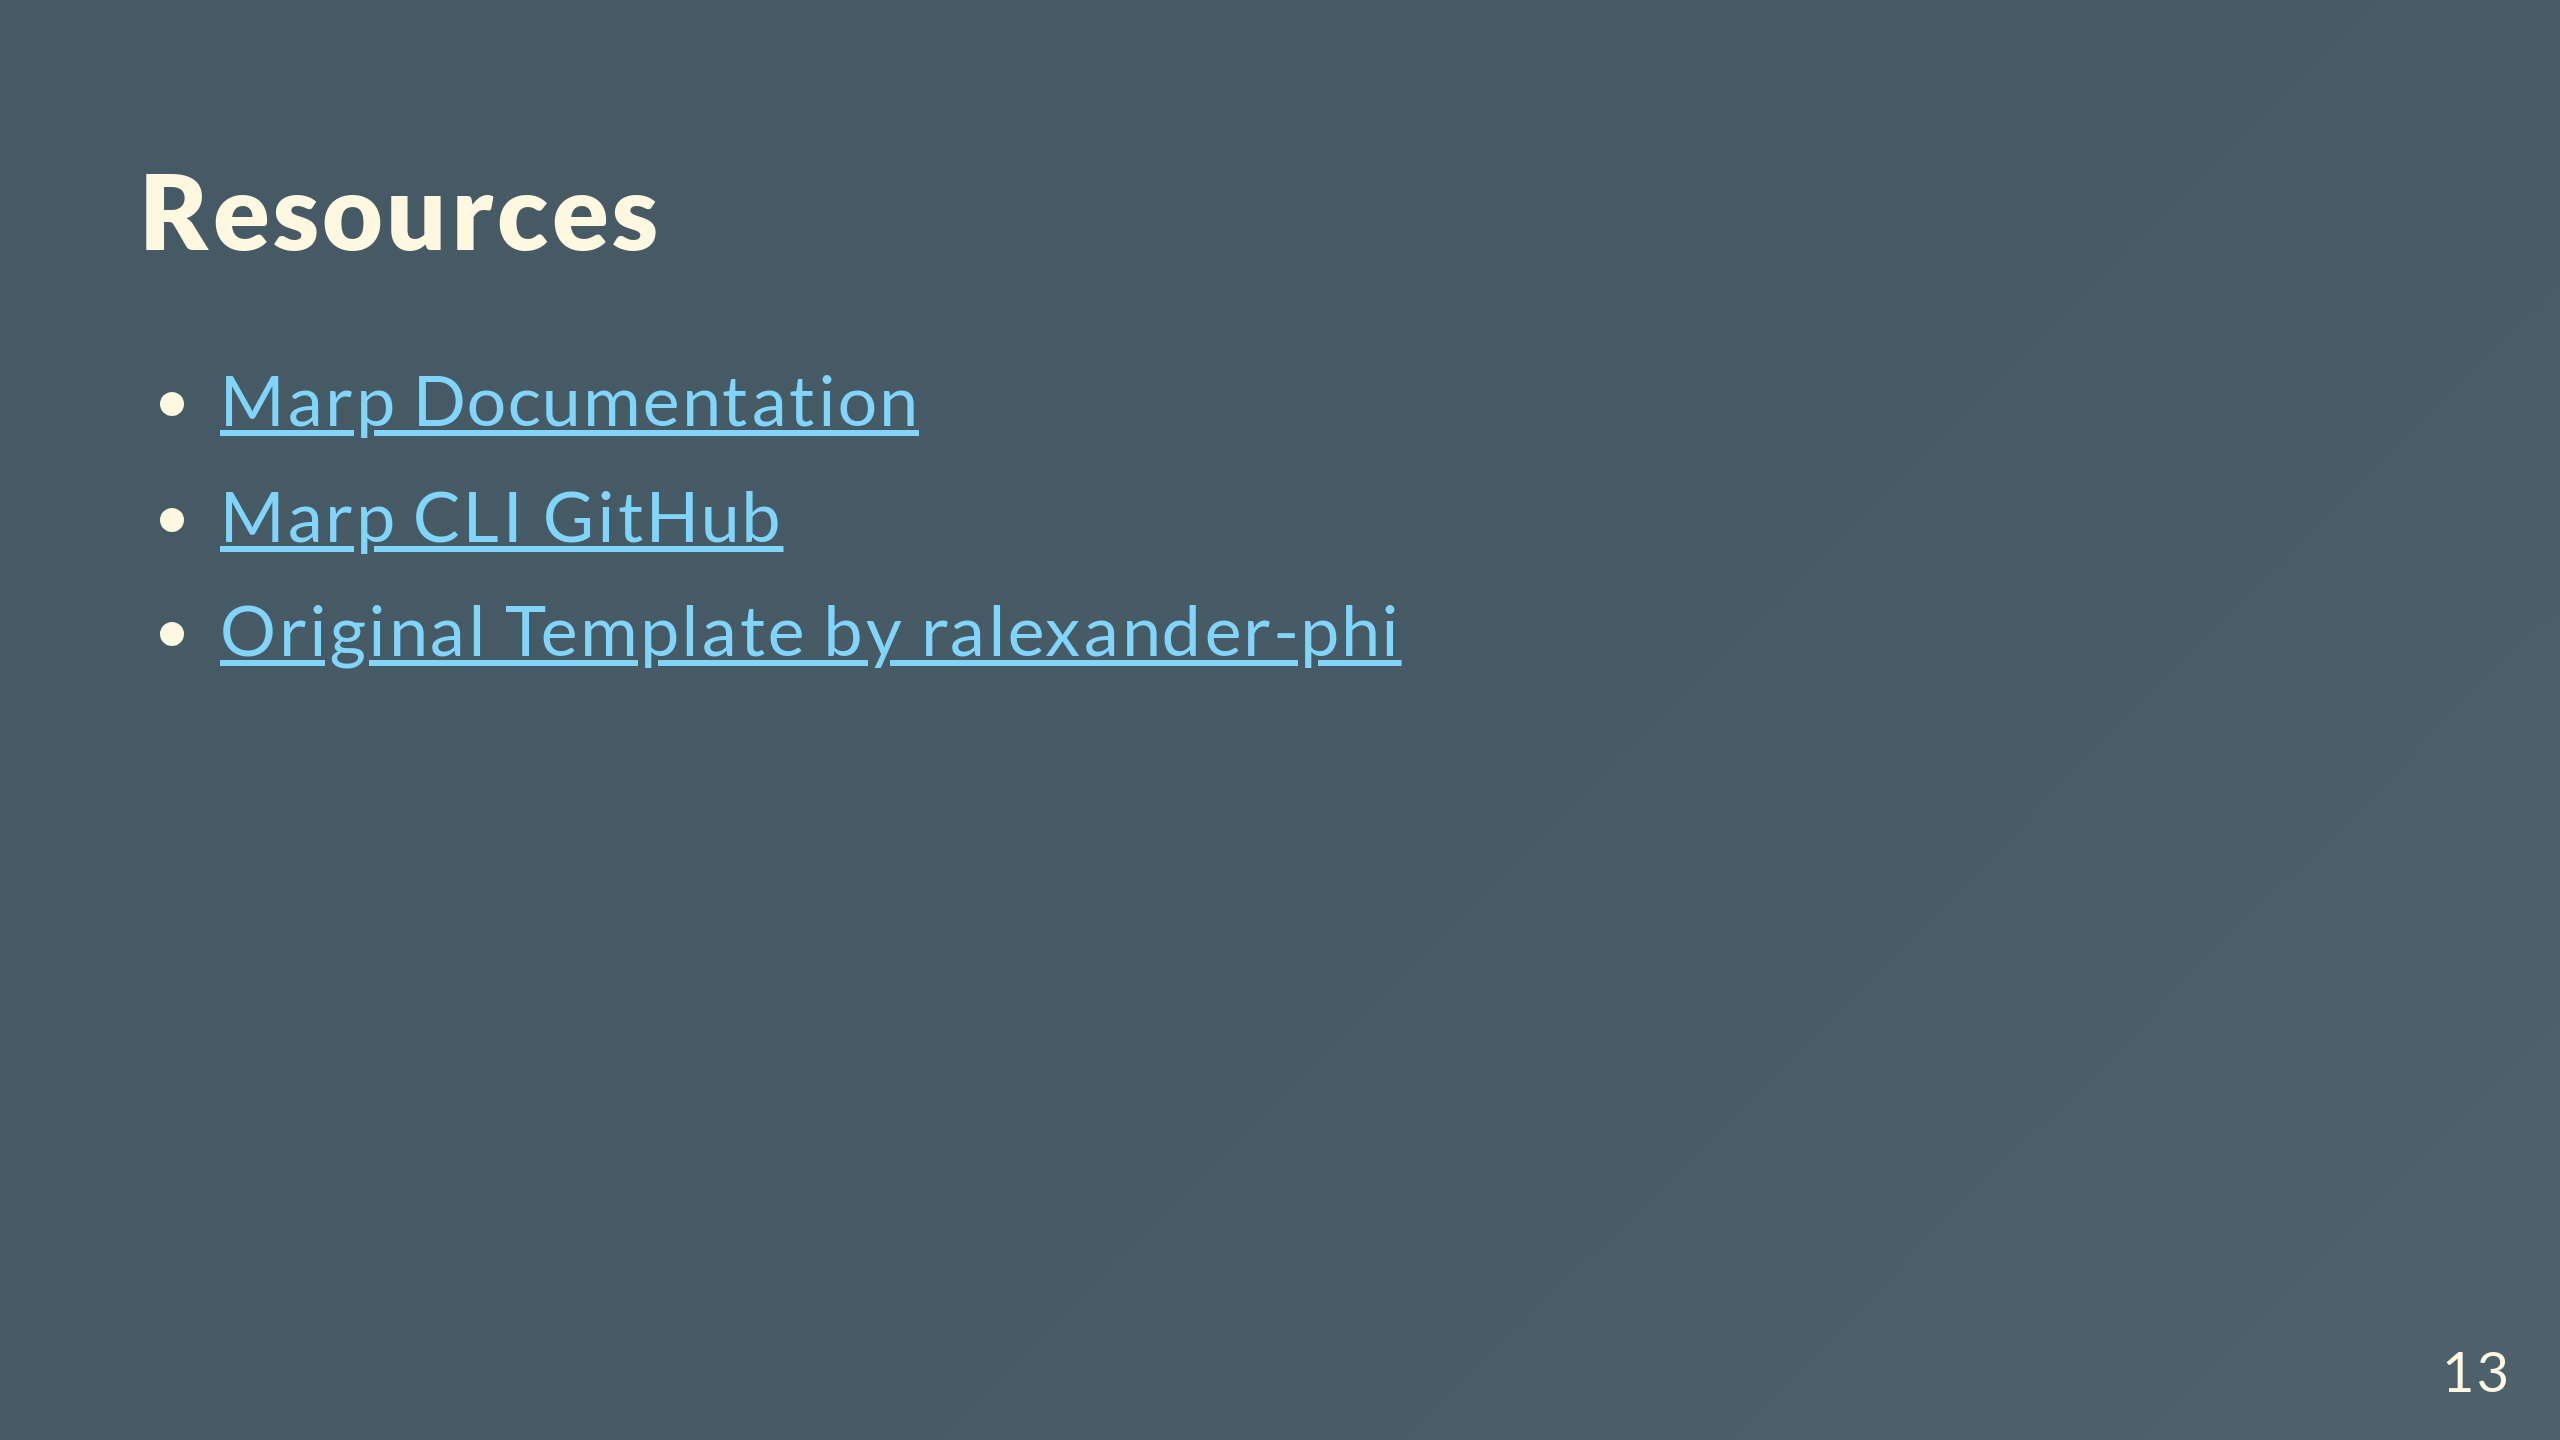 Resources
Marp Documentation
Marp CLI GitHub
Original Template by ralexander-phi
13